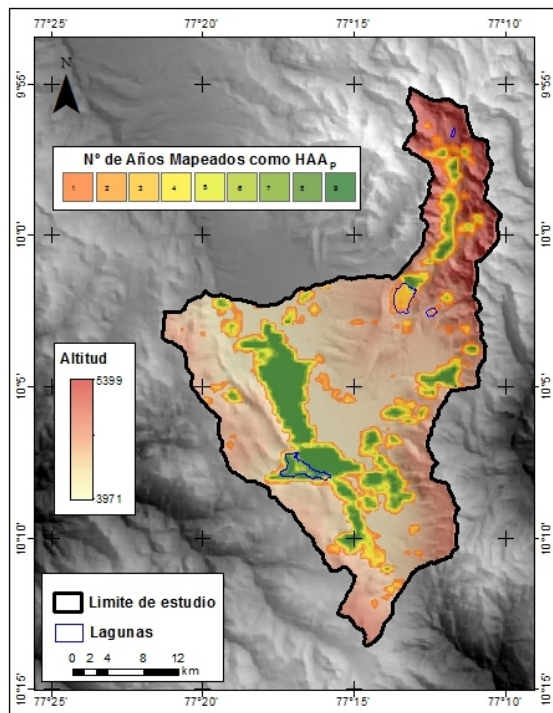 77°25' 77°20' 77°15' 77°10'
9°55' 9°55'
N
N° de Años Mapeados como HAAP
1 2 3 4 5 6 7 8 9
10°0' 10°0'
Altitud
5399
3971
10°5' 10°5'
10°10' 10°10'
Limite de estudio
Lagunas
0 2 4 8 12
km
10°15' 10°15'
77°25' 77°20' 77°15' 77°10'